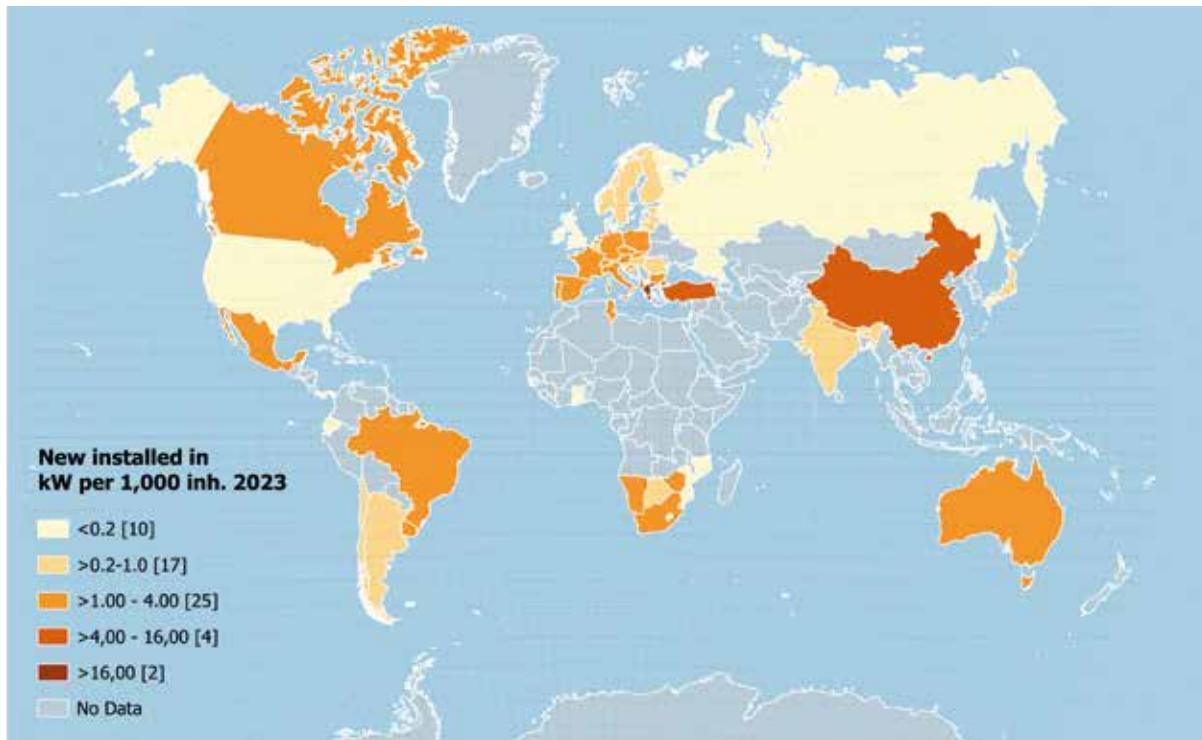 New installed in
kW per 1,000 inh. 2023
<0.2 [10]
>0.2-1.0 [17]
>1.00 - 4.00 [25]
>4,00 - 16,00 [4]
>16,00 [2]
No Data